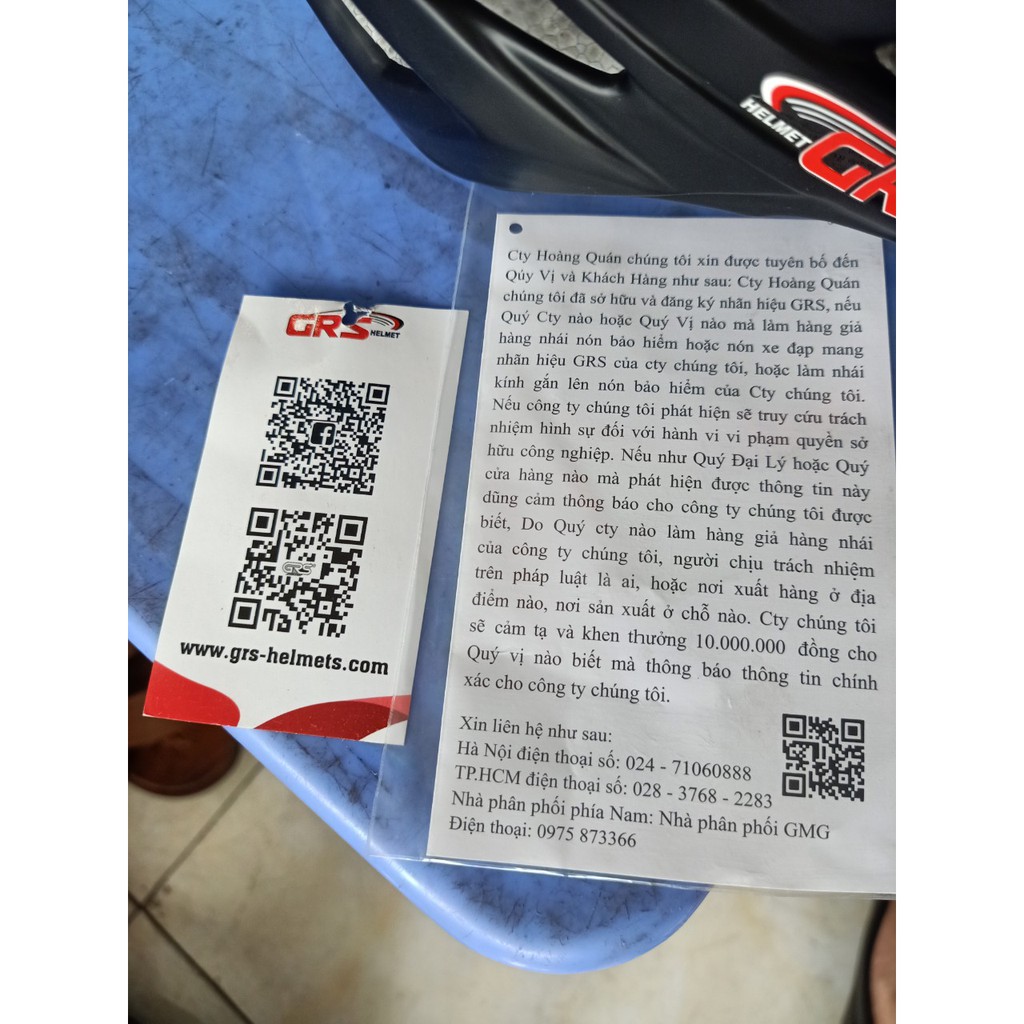 HELMET
GRS
HELMET
GRS
www.grs-helmets.com
Cty Hoàng Quán chúng tôi xin được tuyên bố đến
Qúy Vị và Khách Hàng như sau: Cty Hoàng Quán
chúng tôi đã sở hữu và đăng ký nhãn hiệu GRS, nếu
Quý Cty nào hoặc Quý Vị nào mà làm hàng giả
hàng nhái nón bảo hiểm hoặc nón xe đạp mang
nhãn hiệu GRS của cty chúng tôi, hoặc làm nhái
kính gắn lên nón bảo hiểm của Cty chúng tôi.
Nếu công ty chúng tôi phát hiện sẽ truy cứu trách
nhiệm hình sự đối với hành vi vi phạm quyền sở
hữu công nghiệp. Nếu như Quý Đại Lý hoặc Quý
cửa hàng nào mà phát hiện được thông tin này
dũng cảm thông báo cho công ty chúng tôi được
biết, Do Quý cty nào làm hàng giả hàng nhái
của công ty chúng tôi, người chịu trách nhiệm
trên pháp luật là ai, hoặc nơi xuất hàng ở địa
điểm nào, nơi sản xuất ở chỗ nào. Cty chúng tôi
sẽ cảm tạ và khen thưởng 10.000.000 đồng cho
Quý vị nào biết mà thông báo thông tin chính
xác cho công ty chúng tôi.
Xin liên hệ như sau:
Hà Nội điện thoại số: 024 - 71060888
TP.HCM điện thoại số: 028 - 3768 - 2283
Nhà phân phối phía Nam: Nhà phân phối GMG
Điện thoại: 0975 873366